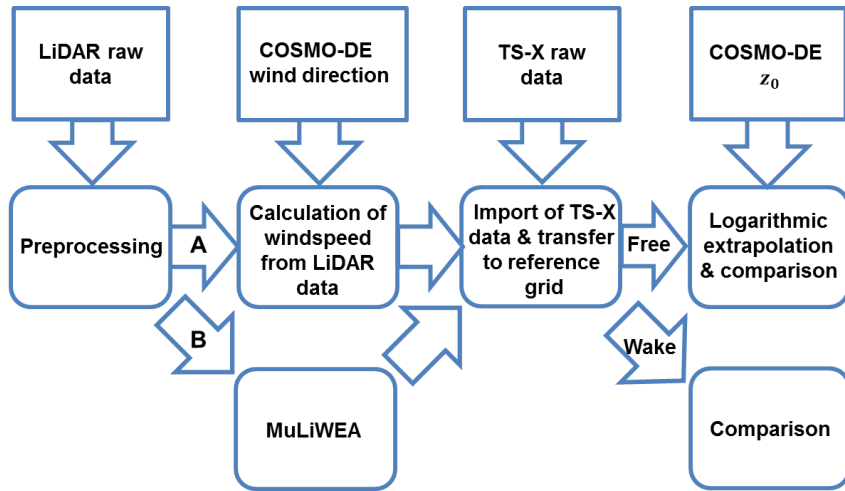 LiDAR raw
data
COSMO-DE
wind direction
TS-X raw
data
COSMO-DE
z₀
Preprocessing
A
Calculation of
windspeed
from LiDAR
data
Import of TS-X
data & transfer
to reference
grid
Free
Logarithmic
extrapolation
& comparison
B
Wake
MuLiWEA
Comparison